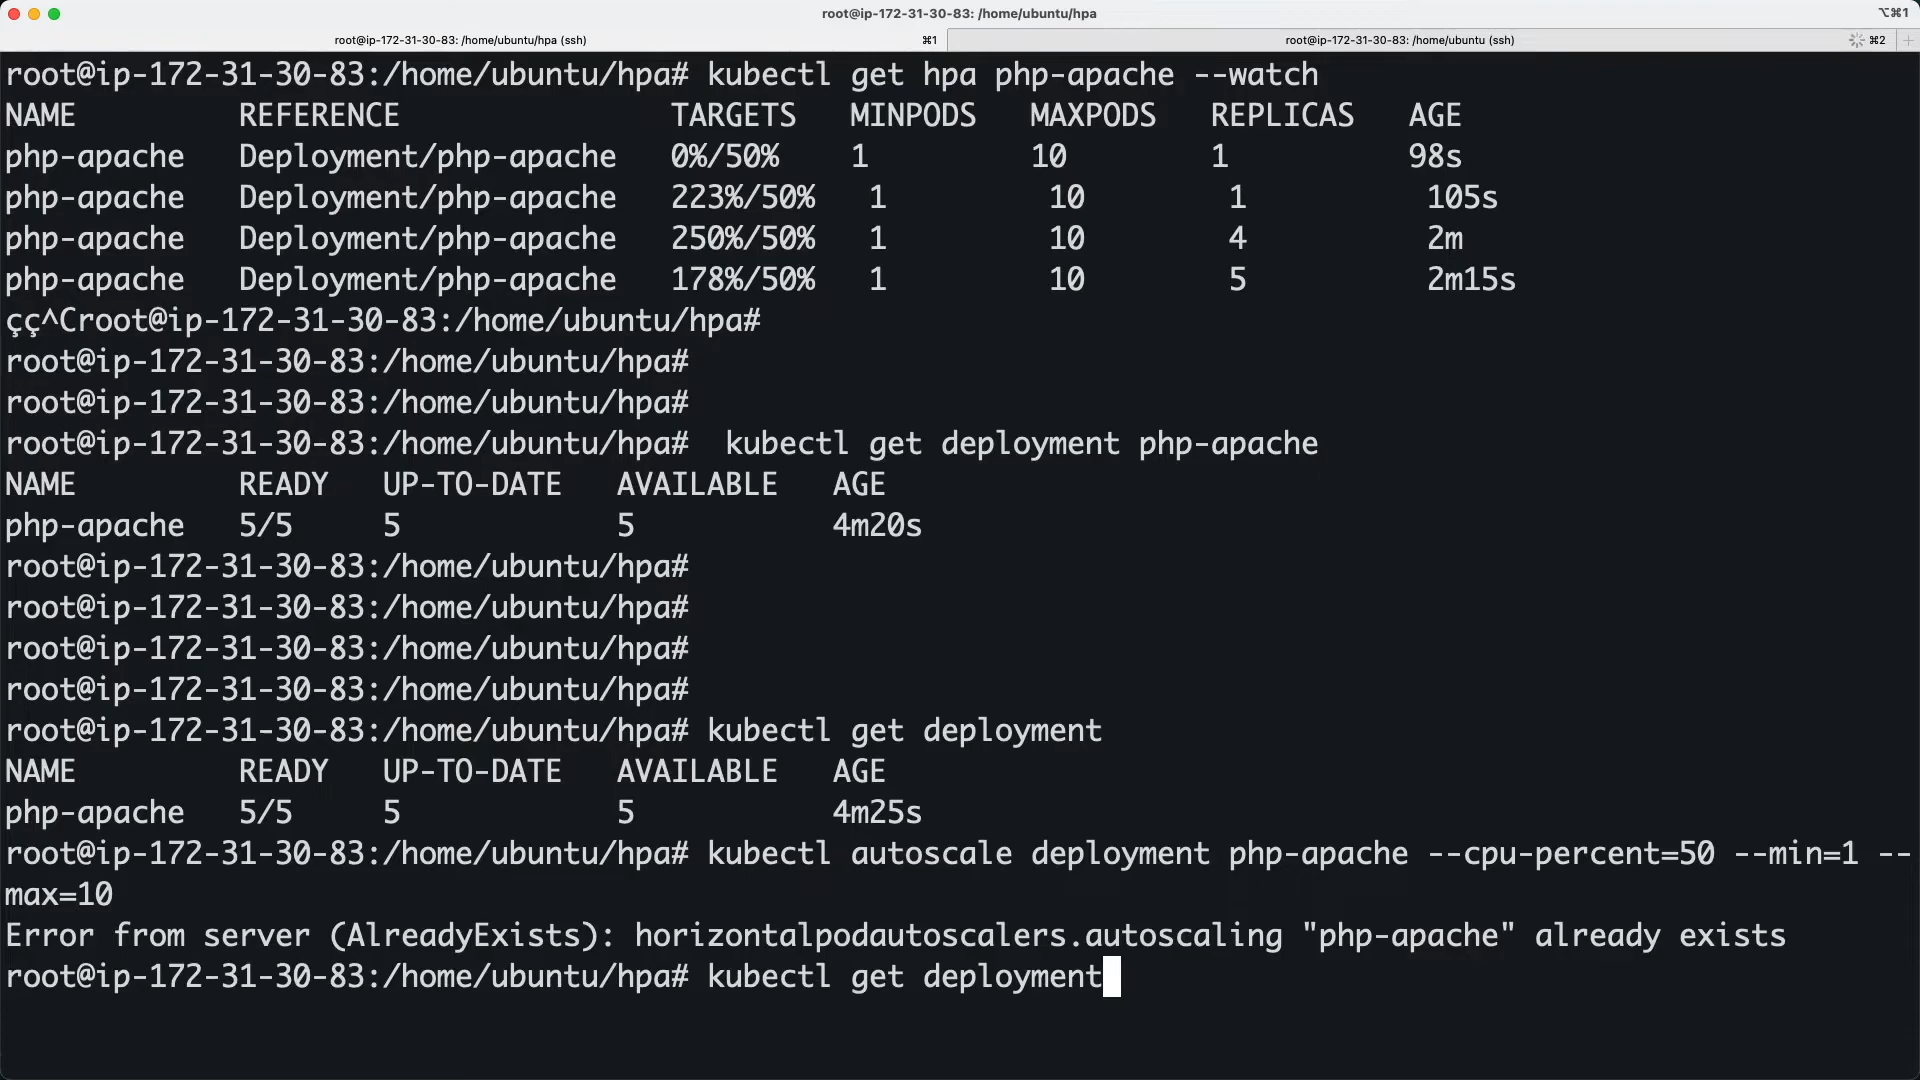 root@ip-172-31-30-83: /home/ubuntu/hpa
⌥⌘1
root@ip-172-31-30-83: /home/ubuntu/hpa (ssh)
⌘1
root@ip-172-31-30-83: /home/ubuntu (ssh)
⌘2
+
root@ip-172-31-30-83:/home/ubuntu/hpa# kubectl get hpa php-apache --watch
NAME REFERENCE TARGETS MINPODS MAXPODS REPLICAS AGE
php-apache Deployment/php-apache 0%/50% 1 10 1 98s
php-apache Deployment/php-apache 223%/50% 1 10 1 105s
php-apache Deployment/php-apache 250%/50% 1 10 4 2m
php-apache Deployment/php-apache 178%/50% 1 10 5 2m15s
çç^Croot@ip-172-31-30-83:/home/ubuntu/hpa#
root@ip-172-31-30-83:/home/ubuntu/hpa#
root@ip-172-31-30-83:/home/ubuntu/hpa#
root@ip-172-31-30-83:/home/ubuntu/hpa#  kubectl get deployment php-apache
NAME READY UP-TO-DATE AVAILABLE AGE
php-apache 5/5 5 5 4m20s
root@ip-172-31-30-83:/home/ubuntu/hpa#
root@ip-172-31-30-83:/home/ubuntu/hpa#
root@ip-172-31-30-83:/home/ubuntu/hpa#
root@ip-172-31-30-83:/home/ubuntu/hpa#
root@ip-172-31-30-83:/home/ubuntu/hpa# kubectl get deployment
NAME READY UP-TO-DATE AVAILABLE AGE
php-apache 5/5 5 5 4m25s
root@ip-172-31-30-83:/home/ubuntu/hpa# kubectl autoscale deployment php-apache --cpu-percent=50 --min=1 --
max=10
Error from server (AlreadyExists): horizontalpodautoscalers.autoscaling "php-apache" already exists
root@ip-172-31-30-83:/home/ubuntu/hpa# kubectl get deployment